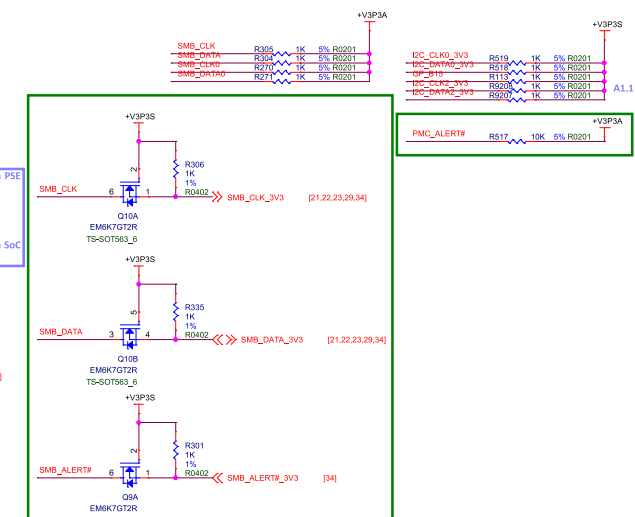 +V3P3A
SMB_CLK R305 1K 5% R0201
SMB_DATA R304 1K 5% R0201
SMB_CLK0 R270 1K 5% R0201
SMB_DATA0 R271 1K 5% R0201
+V3P3S
I2C_CLK0_3V3 R519 1K 5% R0201
I2C_DATA0_3V3 R518 1K 5% R0201
GP_B15 R113 1K 5% R0201
I2C_CLK2_3V3 R9208 1K 5% R0201
I2C_DATA2_3V3 R9207 1K 5% R0201
A1.1
+V3P3A
PMC_ALERT# R517 10K 5% R0201
PSE
SoC
]
+V3P3S
2
R306
1K
1%
R0402
SMB_CLK 6 1 SMB_CLK_3V3 [21,22,23,29,34]
Q10A
EM6K7GT2R
TS-SOT563_6
+V3P3S
5
R335
1K
1%
R0402
SMB_DATA 3 4 SMB_DATA_3V3 [21,22,23,29,34]
Q10B
EM6K7GT2R
TS-SOT563_6
+V3P3S
2
R301
1K
1%
R0402
SMB_ALERT# 6 1 SMB_ALERT#_3V3 [34]
Q9A
EM6K7GT2R